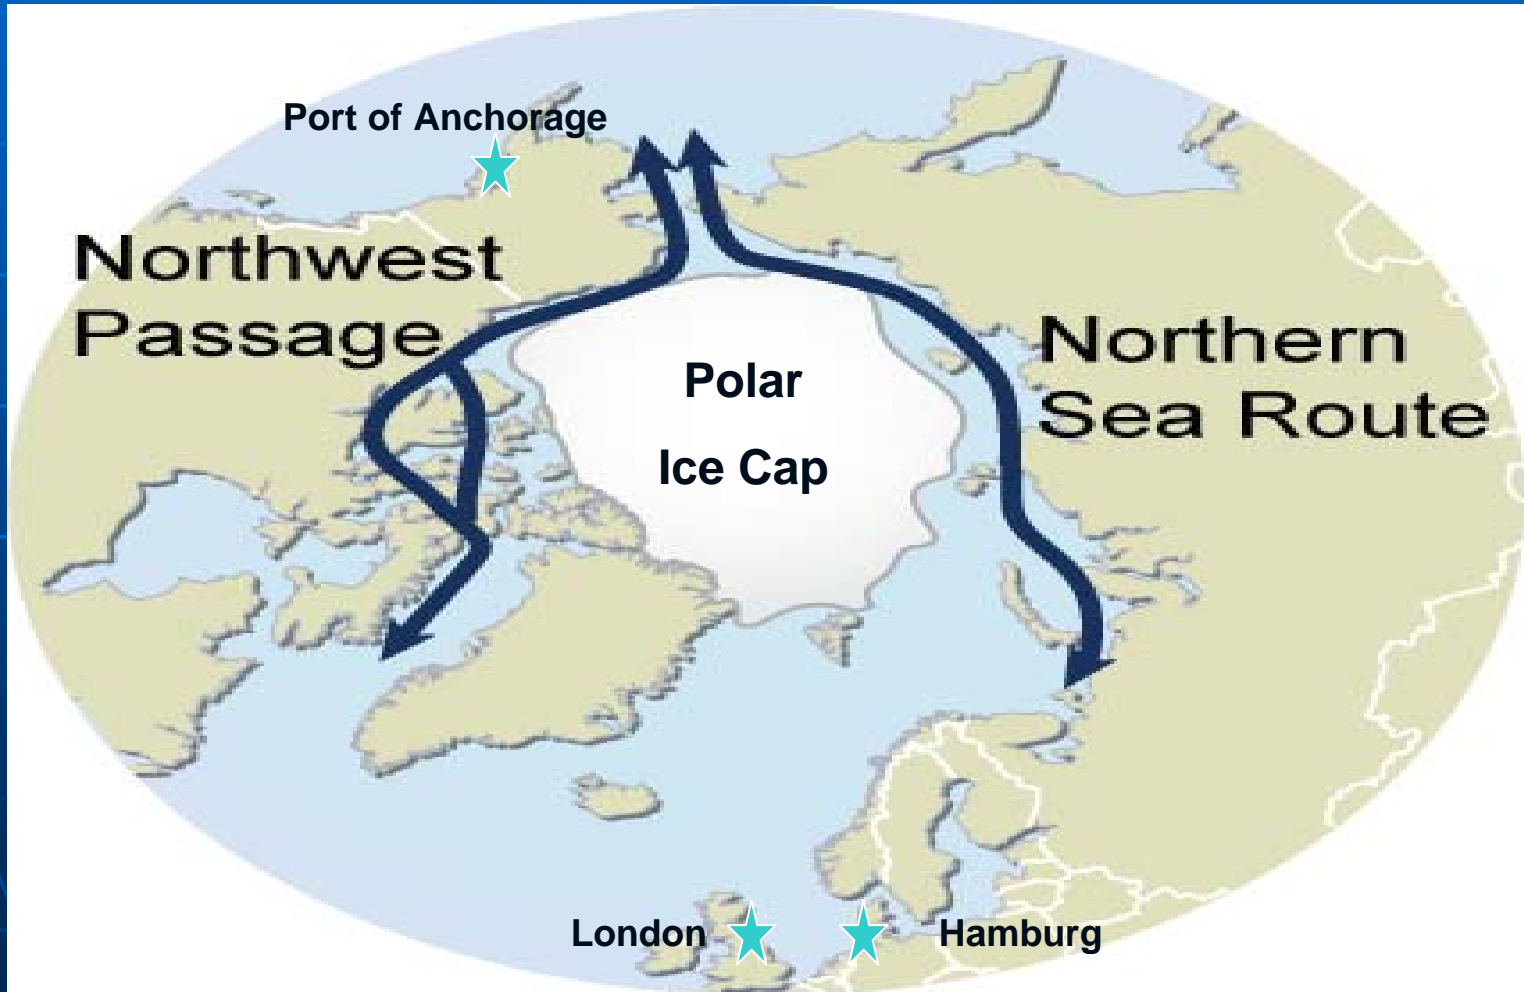 Port of Anchorage
Northwest
Passage
Northern
Sea Route
Polar
Ice Cap
London
Hamburg